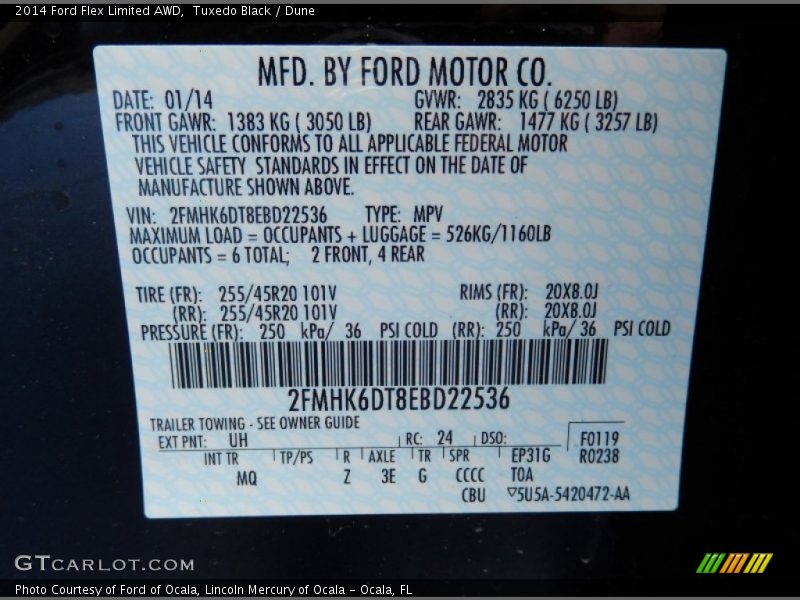 2014 Ford Flex Limited AWD,  Tuxedo Black / Dune
MFD. BY FORD MOTOR CO.
DATE: 01/14 GVWR: 2835 KG ( 6250 LB)
FRONT GAWR: 1383 KG ( 3050 LB) REAR GAWR: 1477 KG ( 3257 LB)
THIS VEHICLE CONFORMS TO ALL APPLICABLE FEDERAL MOTOR
VEHICLE SAFETY STANDARDS IN EFFECT ON THE DATE OF
MANUFACTURE SHOWN ABOVE.
VIN: 2FMHK6DT8EBD22536 TYPE: MPV
MAXIMUM LOAD = OCCUPANTS + LUGGAGE = 526KG/1160LB
OCCUPANTS = 6 TOTAL; 2 FRONT, 4 REAR
TIRE (FR): 255/45R20 101V RIMS (FR): 20X8.0J
(RR): 255/45R20 101V (RR): 20X8.0J
PRESSURE (FR): 250 kPa/ 36 PSI COLD (RR): 250 kPa/ 36 PSI COLD
2FMHK6DT8EBD22536
TRAILER TOWING - SEE OWNER GUIDE
EXT PNT: UH RC: 24 DSO: F0119
INT TR TP/PS R AXLE TR SPR EP31G R0238
MQ Z 3E G CCCC T0A
CBU ▽5U5A-5420472-AA
GTCARLOT.COM
Photo Courtesy of Ford of Ocala, Lincoln Mercury of Ocala - Ocala, FL